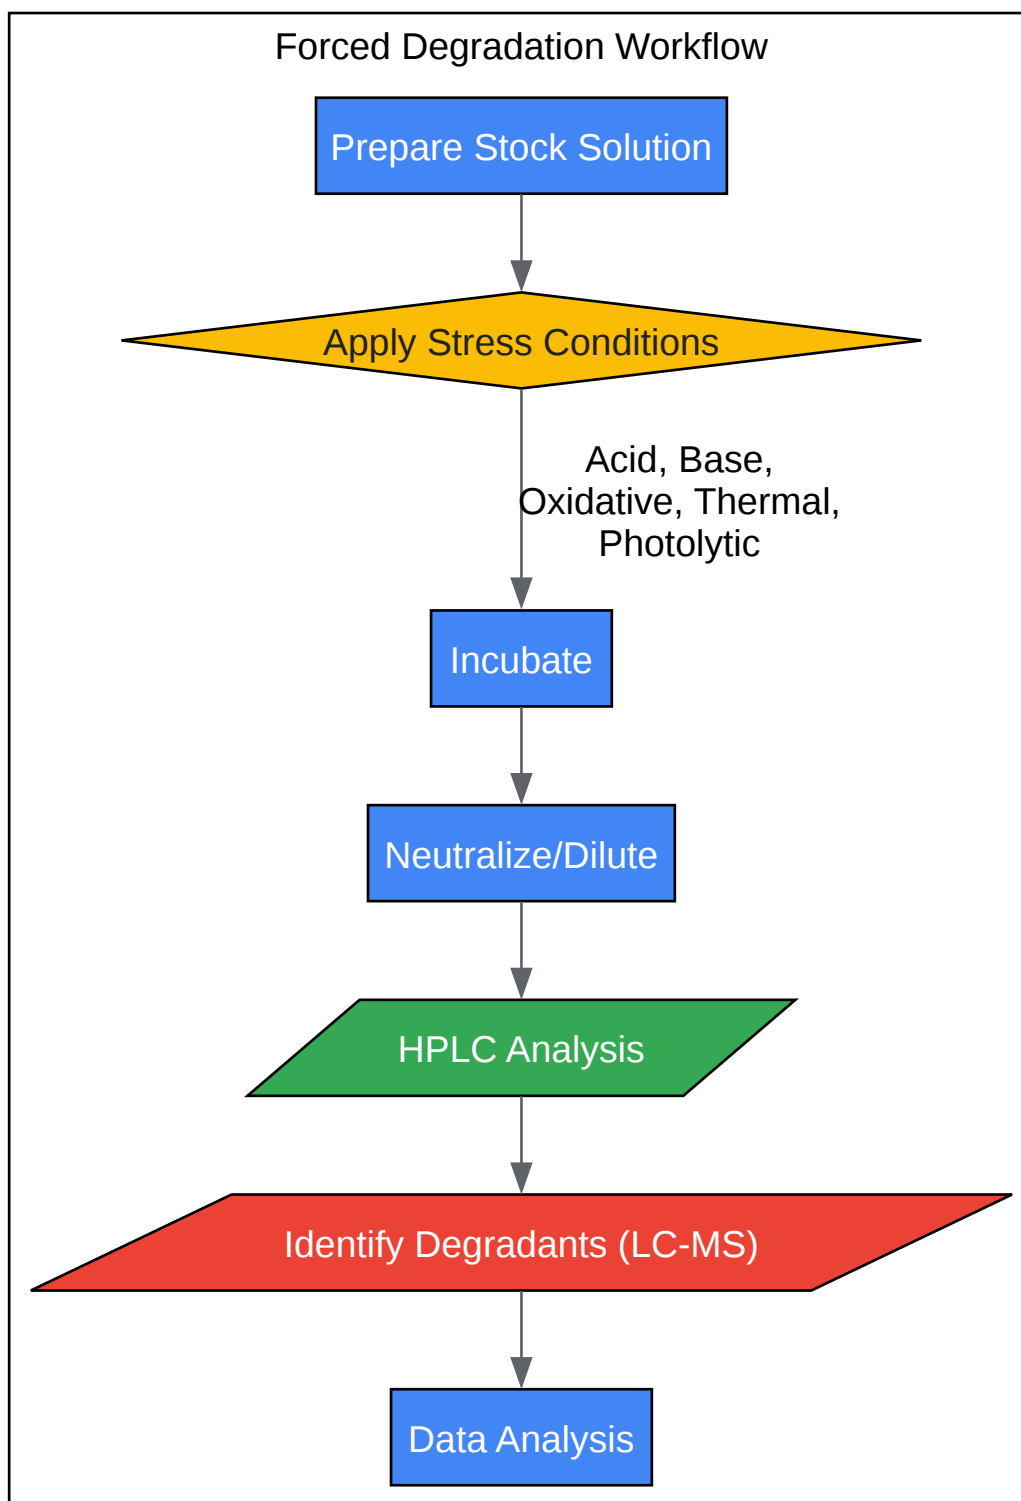 Forced Degradation Workflow
Prepare Stock Solution
Apply Stress Conditions
Acid, Base,
Oxidative, Thermal,
Photolytic
Incubate
Neutralize/Dilute
HPLC Analysis
Identify Degradants (LC-MS)
Data Analysis